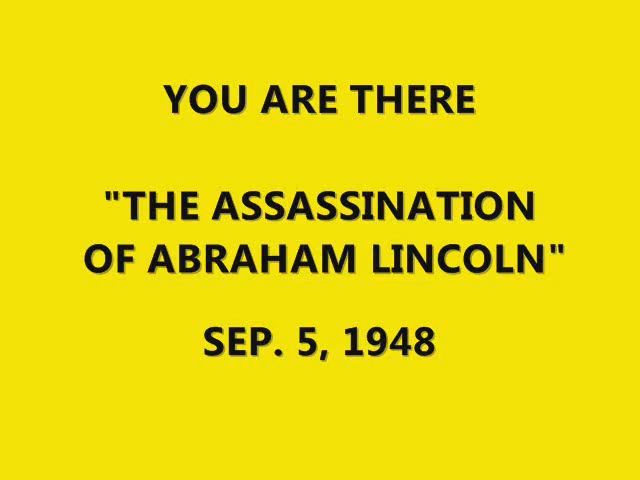 YOU ARE THERE
"THE ASSASSINATION
OF ABRAHAM LINCOLN"
SEP. 5, 1948